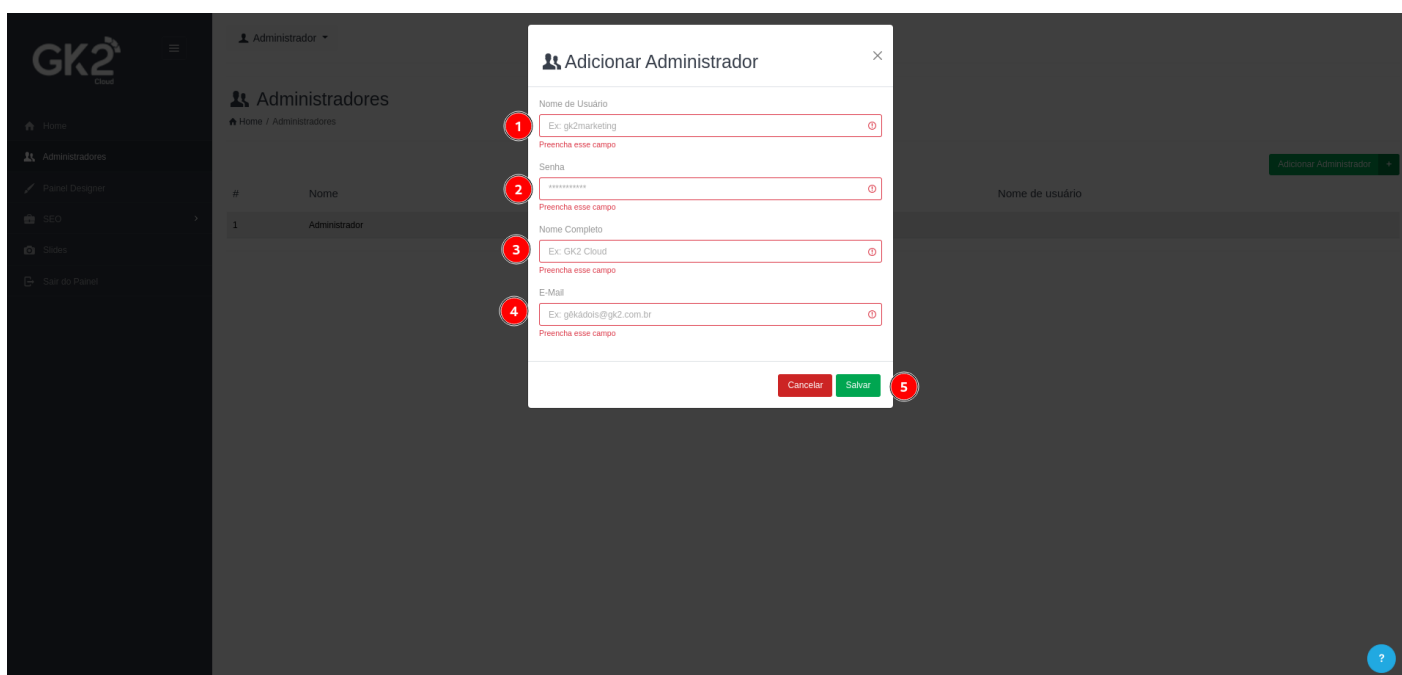 GK2
Cloud
Administrador
Administradores
Home / Administradores
Home
Administradores
Painel Designer
SEO
Slides
Sair do Painel
Adicionar Administrador +
# Nome Nome de usuário
1 Administrador
Adicionar Administrador ×
Nome de Usuário
1 Ex: gk2marketing
Preencha esse campo
Senha
2 ***********
Preencha esse campo
Nome Completo
3 Ex: GK2 Cloud
Preencha esse campo
E-Mail
4 Ex: gêkádois@gk2.com.br
Preencha esse campo
Cancelar Salvar 5
?